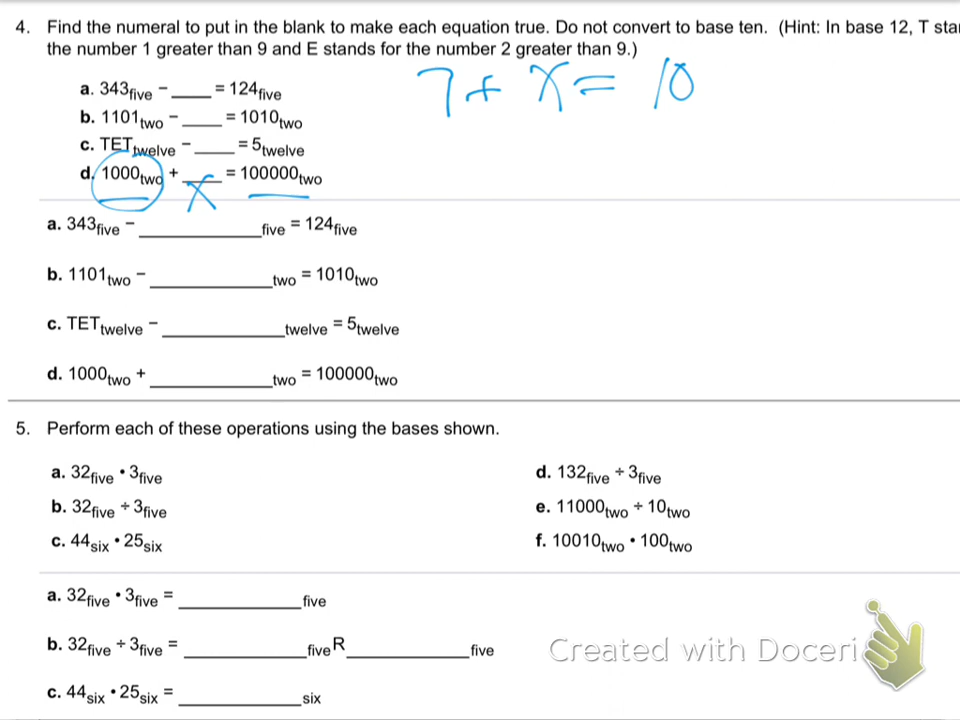 4. Find the numeral to put in the blank to make each equation true. Do not convert to base ten. (Hint: In base 12, T sta
the number 1 greater than 9 and E stands for the number 2 greater than 9.)
7 + x = 10
a. 343five − ____ = 124five
b. 1101two − ____ = 1010two
c. TETtwelve − ____ = 5twelve
d. 1000two + ____ = 100000two
x
a. 343five − ____________five = 124five
b. 1101two − ____________two = 1010two
c. TETtwelve − ____________twelve = 5twelve
d. 1000two + ____________two = 100000two
5. Perform each of these operations using the bases shown.
a. 32five • 3five
b. 32five ÷ 3five
c. 44six • 25six
d. 132five ÷ 3five
e. 11000two ÷ 10two
f. 10010two • 100two
a. 32five • 3five = ____________five
b. 32five ÷ 3five = ____________five R____________five
c. 44six • 25six = ____________six
Created with Doceri